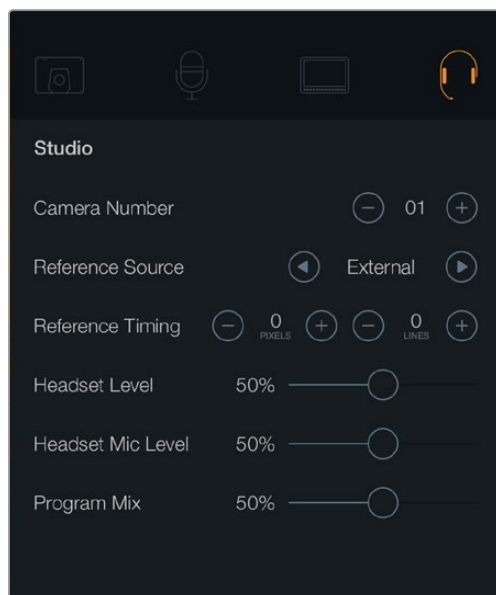 Studio
Camera Number 01
Reference Source External
Reference Timing 0 PIXELS 0 LINES
Headset Level 50%
Headset Mic Level 50%
Program Mix 50%